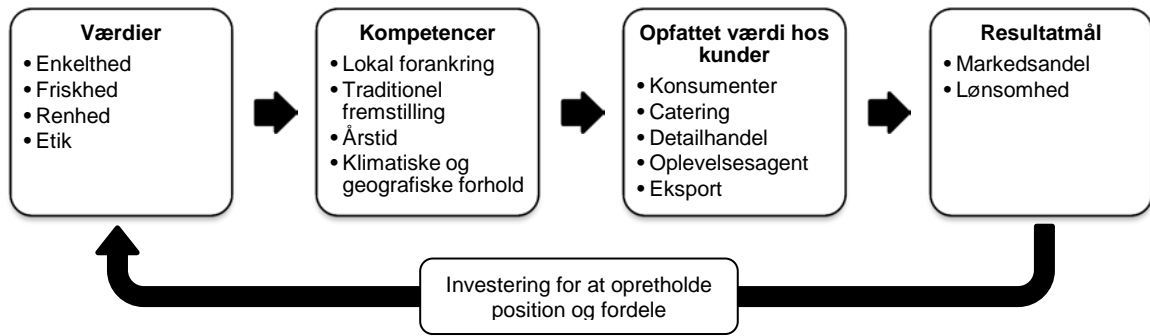 Værdier
• Enkelthed
• Friskhed
• Renhed
• Etik
Kompetencer
• Lokal forankring
• Traditionel
fremstilling
• Årstid
• Klimatiske og
geografiske forhold
Opfattet værdi hos
kunder
• Konsumenter
• Catering
• Detailhandel
• Oplevelsesagent
• Eksport
Resultatmål
• Markedsandel
• Lønsomhed
Investering for at opretholde
position og fordele